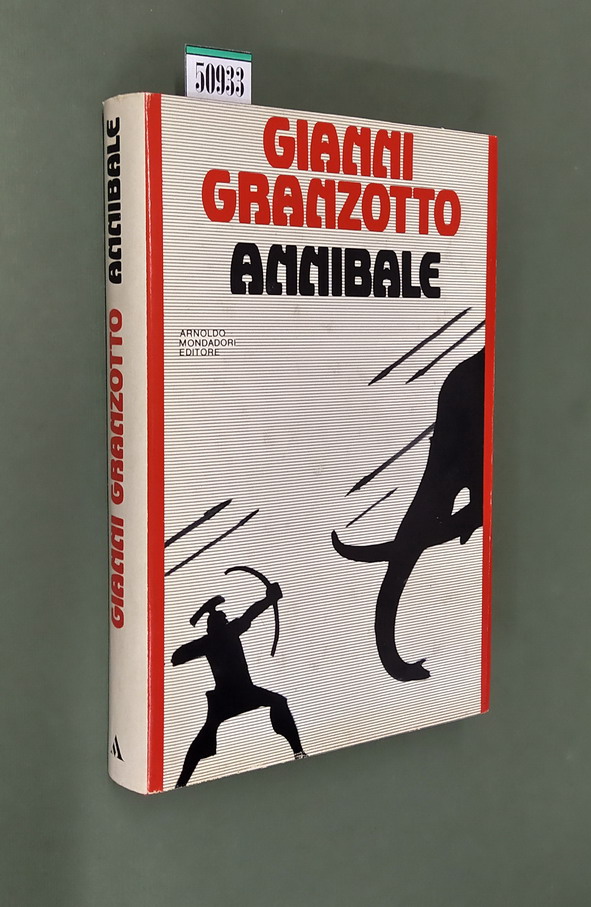 50933
GIANNI
GRANZOTTO
ANNIBALE
ARNOLDO
MONDADORI
EDITORE
GIANNI GRANZOTTO ANNIBALE